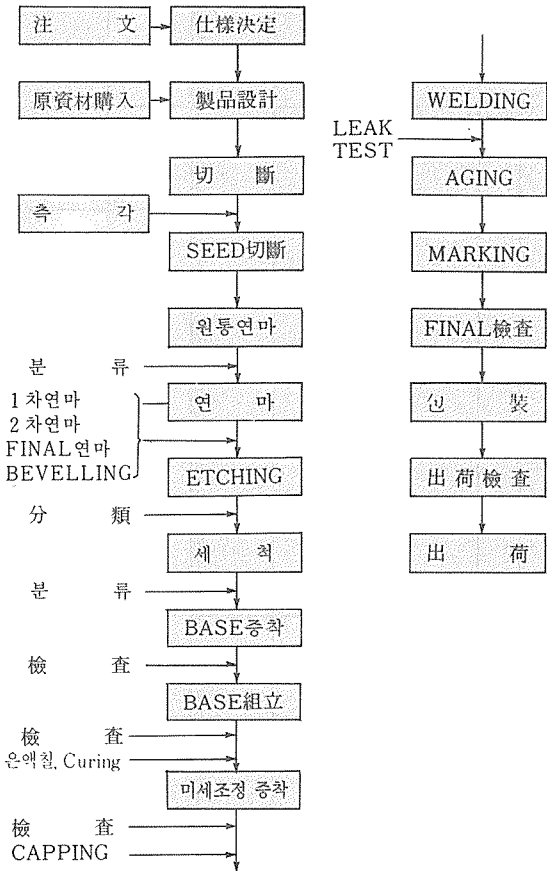 注 文
仕様決定
原資材購入
製品設計
切 斷
측 각
SEED切斷
원통연마
분 류
1차연마
2차연마
FINAL연마
BEVELLING
연 마
ETCHING
分 類
세 척
분 류
BASE증착
檢 査
BASE組立
檢 査
은액칠, Curing
미세조정 증착
檢 査
CAPPING
WELDING
LEAK
TEST
AGING
MARKING
FINAL檢査
包 裝
出荷檢査
出 荷